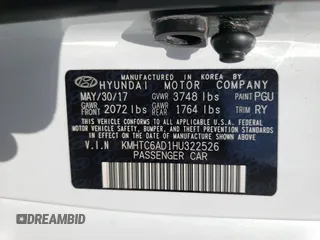 MANUFACTURED IN KOREA BY
HYUNDAI MOTOR COMPANY
MAY/30/17 GVWR 3748 lbs PAINT PGU
GAWR FRONT 2072 lbs GAWR REAR 1764 lbs TRIM RY
THIS VEHICLE CONFORMS TO ALL APPLICABLE
U.S. FEDERAL MOTOR VEHICLE SAFETY, BUMPER,
AND THEFT PREVENTION STANDARDS IN EFFECT
ON THE DATE OF MANUFACTURE SHOWN ABOVE.
V.I.N KMHTC6AD1HU322526
PASSENGER CAR
DREAMBID